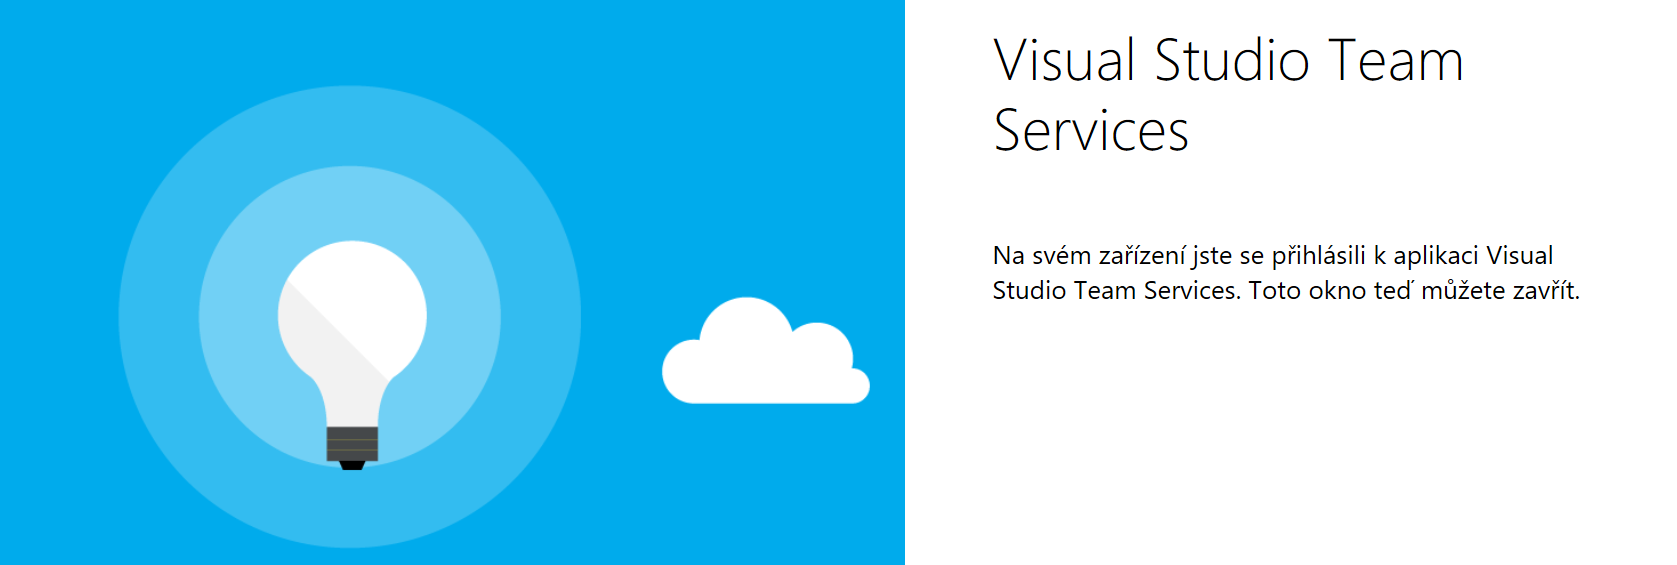 Visual Studio Team
Services
Na svém zařízení jste se přihlásili k aplikaci Visual
Studio Team Services. Toto okno teď můžete zavřít.